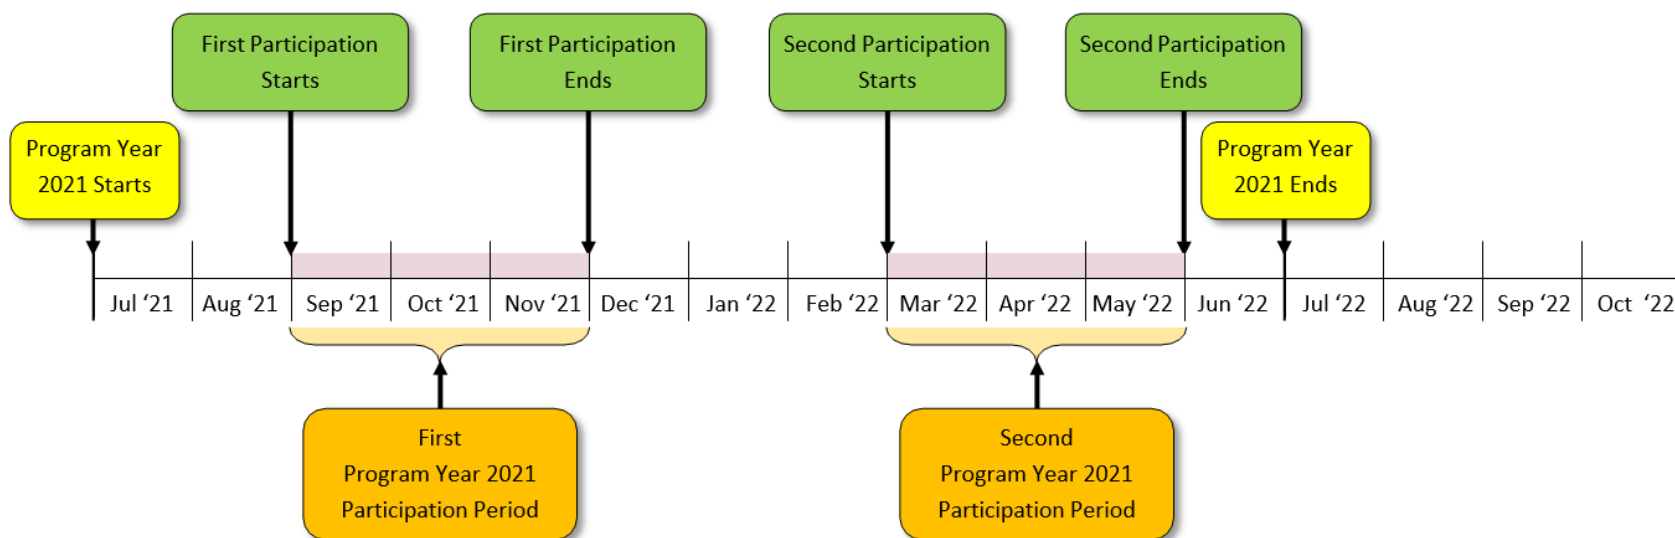 First Participation
Starts
First Participation
Ends
Second Participation
Starts
Second Participation
Ends
Program Year
2021 Starts
Program Year
2021 Ends
Jul ‘21
Aug ‘21
Sep ‘21
Oct ‘21
Nov ‘21
Dec ‘21
Jan ‘22
Feb ‘22
Mar ‘22
Apr ‘22
May ‘22
Jun ‘22
Jul ‘22
Aug ‘22
Sep ‘22
Oct ‘22
First
Program Year 2021
Participation Period
Second
Program Year 2021
Participation Period